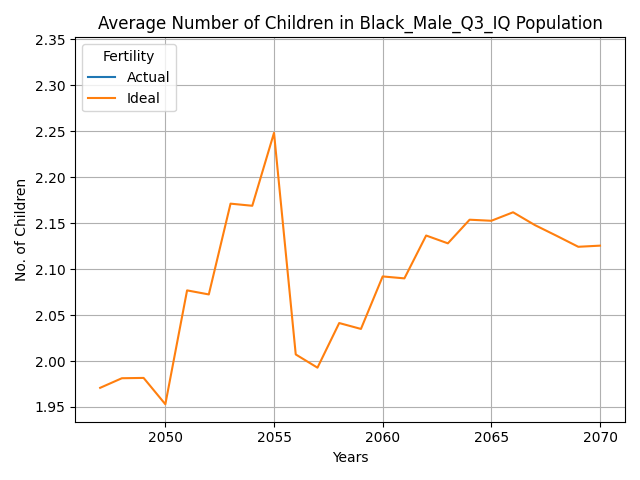 Average Number of Children in Black_Male_Q3_IQ Population
2.35
2.30
2.25
2.20
2.15
2.10
2.05
2.00
1.95
No. of Children
Fertility
Actual
Ideal
2050
2055
2060
2065
2070
Years